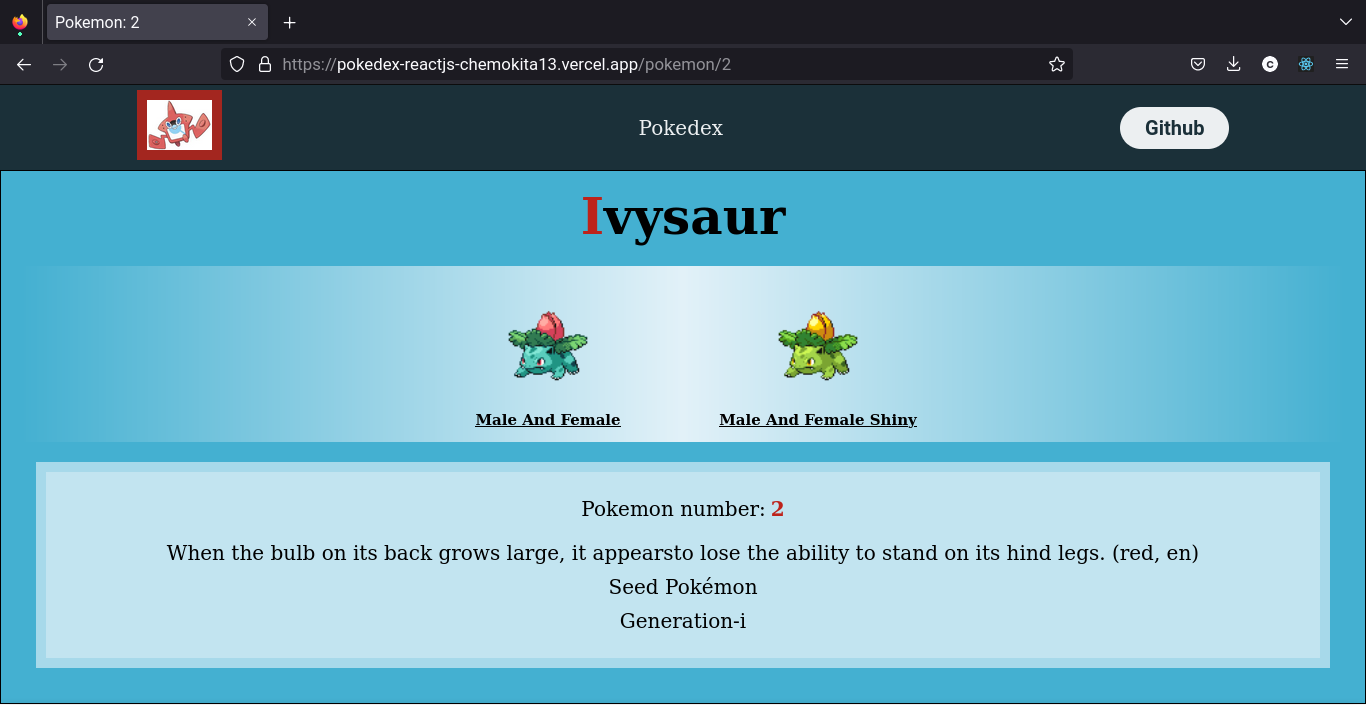 Pokemon: 2
https://pokedex-reactjs-chemokita13.vercel.app/pokemon/2
C
Pokedex
Github
Ivysaur
Male And Female
Male And Female Shiny
Pokemon number: 2
When the bulb on its back grows large, it appearsto lose the ability to stand on its hind legs. (red, en)
Seed Pokémon
Generation-i